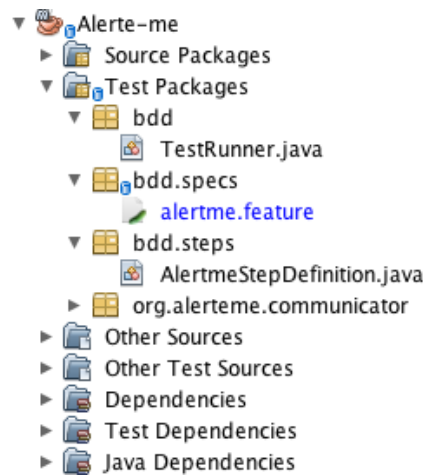 Alerte-me
Source Packages
Test Packages
bdd
TestRunner.java
bdd.specs
alertme.feature
bdd.steps
AlertmeStepDefinition.java
org.alerteme.communicator
Other Sources
Other Test Sources
Dependencies
Test Dependencies
Java Dependencies